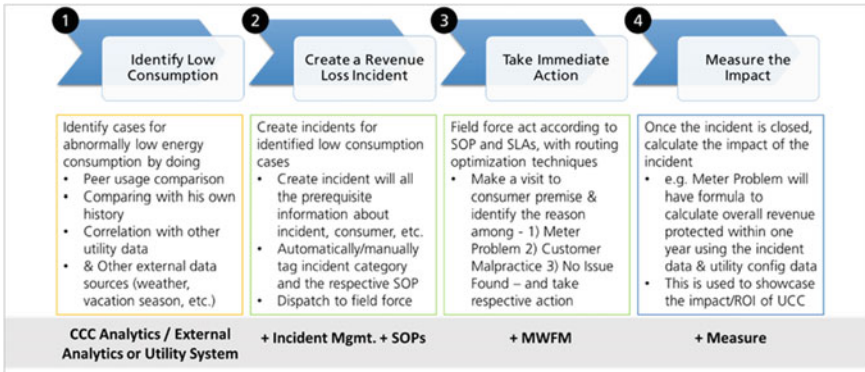 1
Identify Low
Consumption
2
Create a Revenue
Loss Incident
3
Take Immediate
Action
4
Measure the
Impact
Identify cases for
abnormally low energy
consumption by doing
• Peer usage comparison
• Comparing with his own
history
• Correlation with other
utility data
• & Other external data
sources (weather,
vacation season, etc.)
Create incidents for
identified low consumption
cases
• Create incident will all
the prerequisite
information about
incident, consumer, etc.
• Automatically/manually
tag incident category
and the respective SOP
• Dispatch to field force
Field force act according to
SOP and SLAs, with routing
optimization techniques
• Make a visit to
consumer premise &
identify the reason
among - 1) Meter
Problem 2) Customer
Malpractice 3) No Issue
Found – and take
respective action
Once the incident is closed,
calculate the impact of the
incident
• e.g. Meter Problem will
have formula to
calculate overall revenue
protected within one
year using the incident
data & utility config data
• This is used to showcase
the impact/ROI of UCC
CCC Analytics / External
Analytics or Utility System
+ Incident Mgmt. + SOPs
+ MWFM
+ Measure